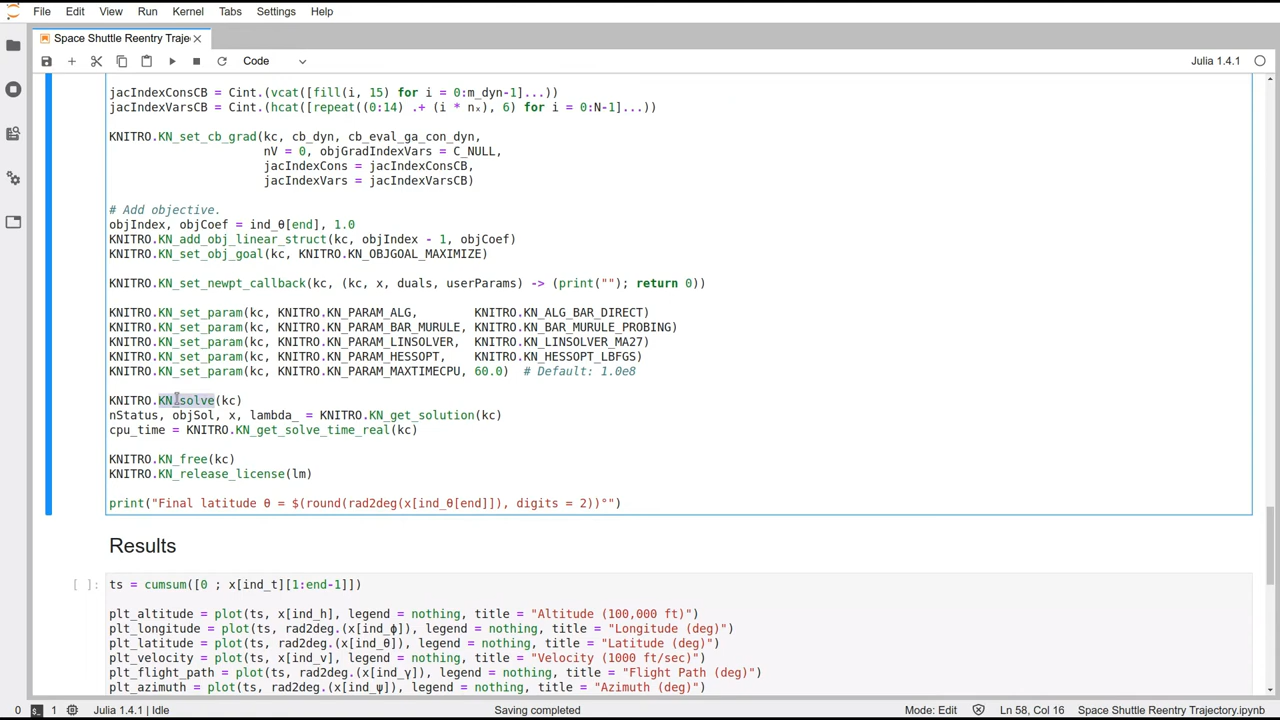 File Edit View Run Kernel Tabs Settings Help
Space Shuttle Reentry Traje
Code
Julia 1.4.1
jacIndexConsCB = Cint.(vcat([fill(i, 15) for i = 0:m_dyn-1]...))
jacIndexVarsCB = Cint.(hcat([repeat((0:14) .+ (i * nₓ), 6) for i = 0:N-1]...))
KNITRO.KN_set_cb_grad(kc, cb_dyn, cb_eval_ga_con_dyn,
nV = 0, objGradIndexVars = C_NULL,
jacIndexCons = jacIndexConsCB,
jacIndexVars = jacIndexVarsCB)
# Add objective.
objIndex, objCoef = ind_θ[end], 1.0
KNITRO.KN_add_obj_linear_struct(kc, objIndex - 1, objCoef)
KNITRO.KN_set_obj_goal(kc, KNITRO.KN_OBJGOAL_MAXIMIZE)
KNITRO.KN_set_newpt_callback(kc, (kc, x, duals, userParams) -> (print(""); return 0))
KNITRO.KN_set_param(kc, KNITRO.KN_PARAM_ALG, KNITRO.KN_ALG_BAR_DIRECT)
KNITRO.KN_set_param(kc, KNITRO.KN_PARAM_BAR_MURULE, KNITRO.KN_BAR_MURULE_PROBING)
KNITRO.KN_set_param(kc, KNITRO.KN_PARAM_LINSOLVER, KNITRO.KN_LINSOLVER_MA27)
KNITRO.KN_set_param(kc, KNITRO.KN_PARAM_HESSOPT, KNITRO.KN_HESSOPT_LBFGS)
KNITRO.KN_set_param(kc, KNITRO.KN_PARAM_MAXTIMECPU, 60.0) # Default: 1.0e8
KNITRO.KN_solve(kc)
nStatus, objSol, x, lambda_ = KNITRO.KN_get_solution(kc)
cpu_time = KNITRO.KN_get_solve_time_real(kc)
KNITRO.KN_free(kc)
KNITRO.KN_release_license(lm)
print("Final latitude θ = $(round(rad2deg(x[ind_θ[end]]), digits = 2))°")
Results
[ ]: ts = cumsum([0 ; x[ind_t][1:end-1]])
plt_altitude = plot(ts, x[ind_h], legend = nothing, title = "Altitude (100,000 ft)")
plt_longitude = plot(ts, rad2deg.(x[ind_ϕ]), legend = nothing, title = "Longitude (deg)")
plt_latitude = plot(ts, rad2deg.(x[ind_θ]), legend = nothing, title = "Latitude (deg)")
plt_velocity = plot(ts, x[ind_v], legend = nothing, title = "Velocity (1000 ft/sec)")
plt_flight_path = plot(ts, rad2deg.(x[ind_γ]), legend = nothing, title = "Flight Path (deg)")
plt_azimuth = plot(ts, rad2deg.(x[ind_ψ]), legend = nothing, title = "Azimuth (deg)")
0 1 Julia 1.4.1 | Idle Saving completed Mode: Edit Ln 58, Col 16 Space Shuttle Reentry Trajectory.ipynb